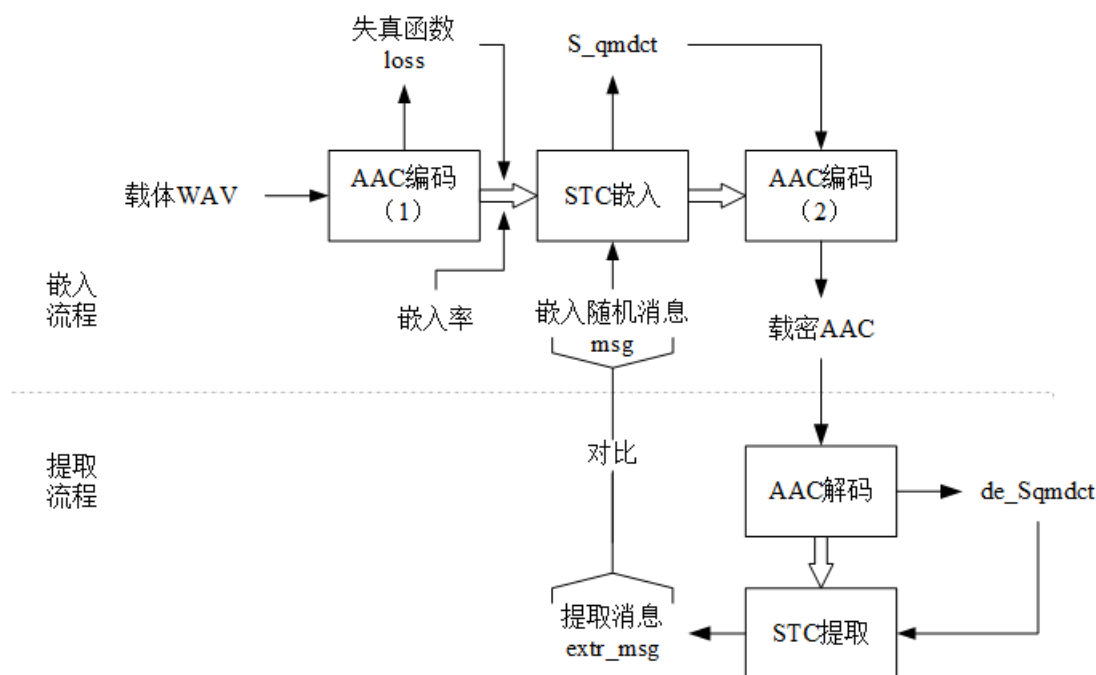 失真函数
loss
S_qmdct
载体WAV
AAC编码
（1）
STC嵌入
AAC编码
（2）
嵌入
流程
嵌入率
嵌入随机消息
msg
载密AAC
提取
流程
对比
AAC解码
de_Sqmdct
提取消息
extr_msg
STC提取